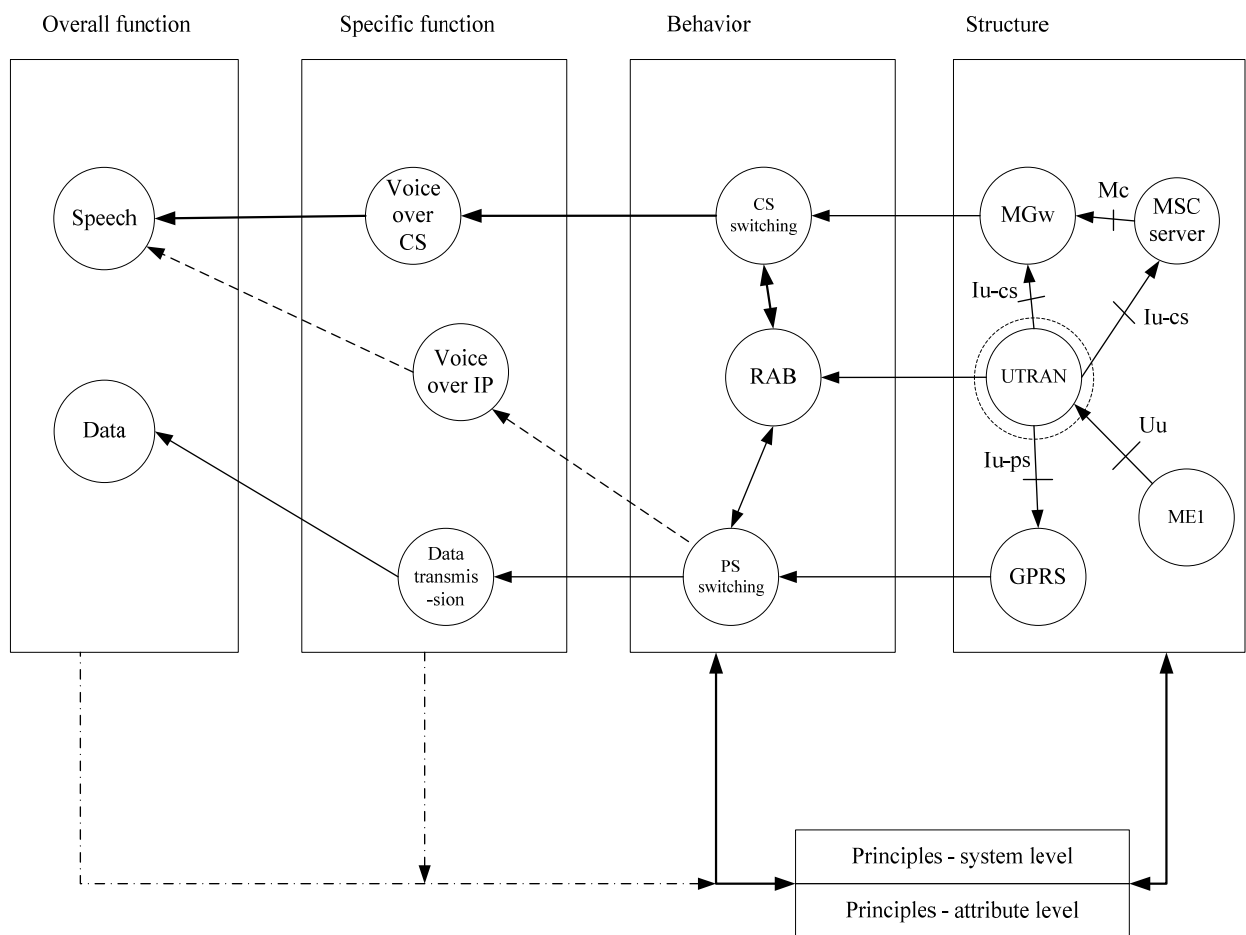 Overall function
Specific function
Behavior
Structure
Speech
Voice
over
CS
CS
switching
MGw
Mc
MSC
server
Iu-cs
Iu-cs
Voice
over IP
RAB
UTRAN
Data
Uu
Iu-ps
ME1
Data
transmis
-sion
PS
switching
GPRS
Principles - system level
Principles - attribute level